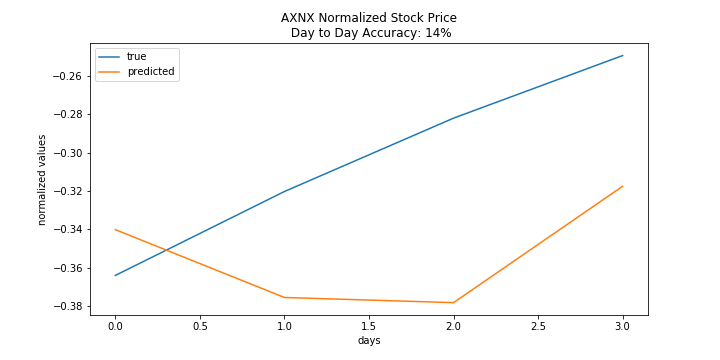 AXNX Normalized Stock Price
Day to Day Accuracy: 14%
true
predicted
normalized values
−0.26
−0.28
−0.30
−0.32
−0.34
−0.36
−0.38
0.0 0.5 1.0 1.5 2.0 2.5 3.0
days